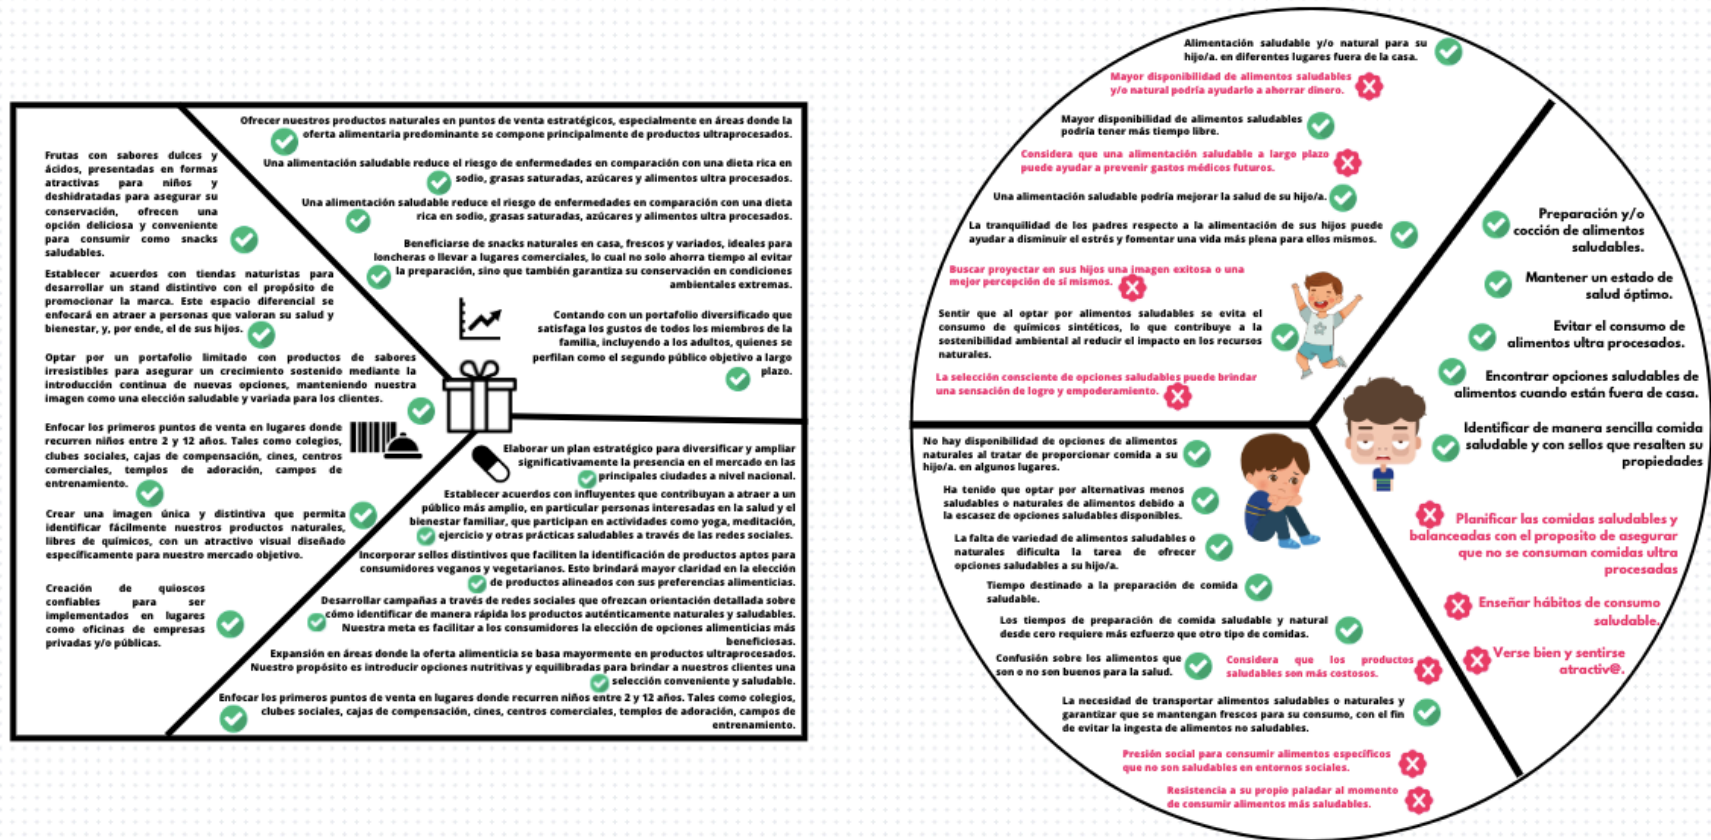 Frutas con sabores dulces y
ácidos, presentadas en formas
atractivas para niños y
deshidratadas para asegurar su
conservación, ofrecen una
opción deliciosa y conveniente
para consumir como snacks
saludables.
Establecer acuerdos con tiendas naturistas para
desarrollar un stand distintivo con el propósito de
promocionar la marca. Este espacio diferencial se
enfocará en atraer a personas que valoran su salud y
bienestar, y, por ende, el de sus hijos.
Optar por un portafolio limitado con productos de sabores
irresistibles para asegurar un crecimiento sostenido mediante la
introducción continua de nuevas opciones, manteniendo nuestra
imagen como una elección saludable y variada para los clientes.
Enfocar los primeros puntos de venta en lugares donde
recurren niños entre 2 y 12 años. Tales como colegios,
clubes sociales, cajas de compensación, cines, centros
comerciales, templos de adoración, campos de
entrenamiento.
Crear una imagen única y distintiva que permita
identificar fácilmente nuestros productos naturales,
libres de químicos, con un atractivo visual diseñado
específicamente para nuestro mercado objetivo.
Creación de quioscos
confiables para ser
implementados en lugares
como oficinas de empresas
privadas y/o públicas.
Ofrecer nuestros productos naturales en puntos de venta estratégicos, especialmente en áreas donde la
oferta alimentaria predominante se compone principalmente de productos ultraprocesados.
Una alimentación saludable reduce el riesgo de enfermedades en comparación con una dieta rica en
sodio, grasas saturadas, azúcares y alimentos ultra procesados.
Una alimentación saludable reduce el riesgo de enfermedades en comparación con una dieta
rica en sodio, grasas saturadas, azúcares y alimentos ultra procesados.
Beneficiarse de snacks naturales en casa, frescos y variados, ideales para
loncheras o llevar a lugares comerciales, lo cual no solo ahorra tiempo al evitar
la preparación, sino que también garantiza su conservación en condiciones
ambientales extremas.
Contando con un portafolio diversificado que
satisfaga los gustos de todos los miembros de la
familia, incluyendo a los adultos, quienes se
perfilan como el segundo público objetivo a largo
plazo.
Elaborar un plan estratégico para diversificar y ampliar
significativamente la presencia en el mercado en las
principales ciudades a nivel nacional.
Establecer acuerdos con influyentes que contribuyan a atraer a un
público más amplio, en particular personas interesadas en la salud y el
bienestar familiar, que participan en actividades como yoga, meditación,
ejercicio y otras prácticas saludables a través de las redes sociales.
Incorporar sellos distintivos que faciliten la identificación de productos aptos para
consumidores veganos y vegetarianos. Esto brindará mayor claridad en la elección
de productos alineados con sus preferencias alimenticias.
Desarrollar campañas a través de redes sociales que ofrezcan orientación detallada sobre
cómo identificar de manera rápida los productos auténticamente naturales y saludables.
Nuestra meta es facilitar a los consumidores la elección de opciones alimenticias más
beneficiosas.
Expansión en áreas donde la oferta alimenticia se basa mayormente en productos ultraprocesados.
Nuestro propósito es introducir opciones nutritivas y equilibradas para brindar a nuestros clientes una
selección conveniente y saludable.
Enfocar los primeros puntos de venta en lugares donde recurren niños entre 2 y 12 años. Tales como colegios,
clubes sociales, cajas de compensación, cines, centros comerciales, templos de adoración, campos de
entrenamiento.
Alimentación saludable y/o natural para su
hijo/a. en diferentes lugares fuera de la casa.
Mayor disponibilidad de alimentos saludables
y/o natural podría ayudarlo a ahorrar dinero.
Mayor disponibilidad de alimentos saludables
podría tener más tiempo libre.
Considera que una alimentación saludable a largo plazo
puede ayudar a prevenir gastos médicos futuros.
Una alimentación saludable podría mejorar la salud de su hijo/a.
La tranquilidad de los padres respecto a la alimentación de sus hijos puede
ayudar a disminuir el estrés y fomentar una vida más plena para ellos mismos.
Buscar proyectar en sus hijos una imagen exitosa o una
mejor percepción de sí mismos.
Sentir que al optar por alimentos saludables se evita el
consumo de químicos sintéticos, lo que contribuye a la
sostenibilidad ambiental al reducir el impacto en los recursos
naturales.
La selección consciente de opciones saludables puede brindar
una sensación de logro y empoderamiento.
No hay disponibilidad de opciones de alimentos
naturales al tratar de proporcionar comida a su
hijo/a. en algunos lugares.
Ha tenido que optar por alternativas menos
saludables o naturales de alimentos debido a
la escasez de opciones saludables disponibles.
La falta de variedad de alimentos saludables o
naturales dificulta la tarea de ofrecer
opciones saludables a su hijo/a.
Tiempo destinado a la preparación de comida
saludable.
Los tiempos de preparación de comida saludable y natural
desde cero requiere más ezfuerzo que otro tipo de comidas.
Confusión sobre los alimentos que
son o no son buenos para la salud.
Considera que los productos
saludables son más costosos.
La necesidad de transportar alimentos saludables o naturales y
garantizar que se mantengan frescos para su consumo, con el fin
de evitar la ingesta de alimentos no saludables.
Presión social para consumir alimentos específicos
que no son saludables en entornos sociales.
Resistencia a su propio paladar al momento
de consumir alimentos más saludables.
Preparación y/o
cocción de alimentos
saludables.
Mantener un estado de
salud óptimo.
Evitar el consumo de
alimentos ultra procesados.
Encontrar opciones saludables de
alimentos cuando están fuera de casa.
Identificar de manera sencilla comida
saludable y con sellos que resalten su
propiedades
Planificar las comidas saludables y
balanceadas con el proposito de asegurar
que no se consuman comidas ultra
procesadas
Enseñar hábitos de consumo
saludable.
Verse bien y sentirse
atractiv@.